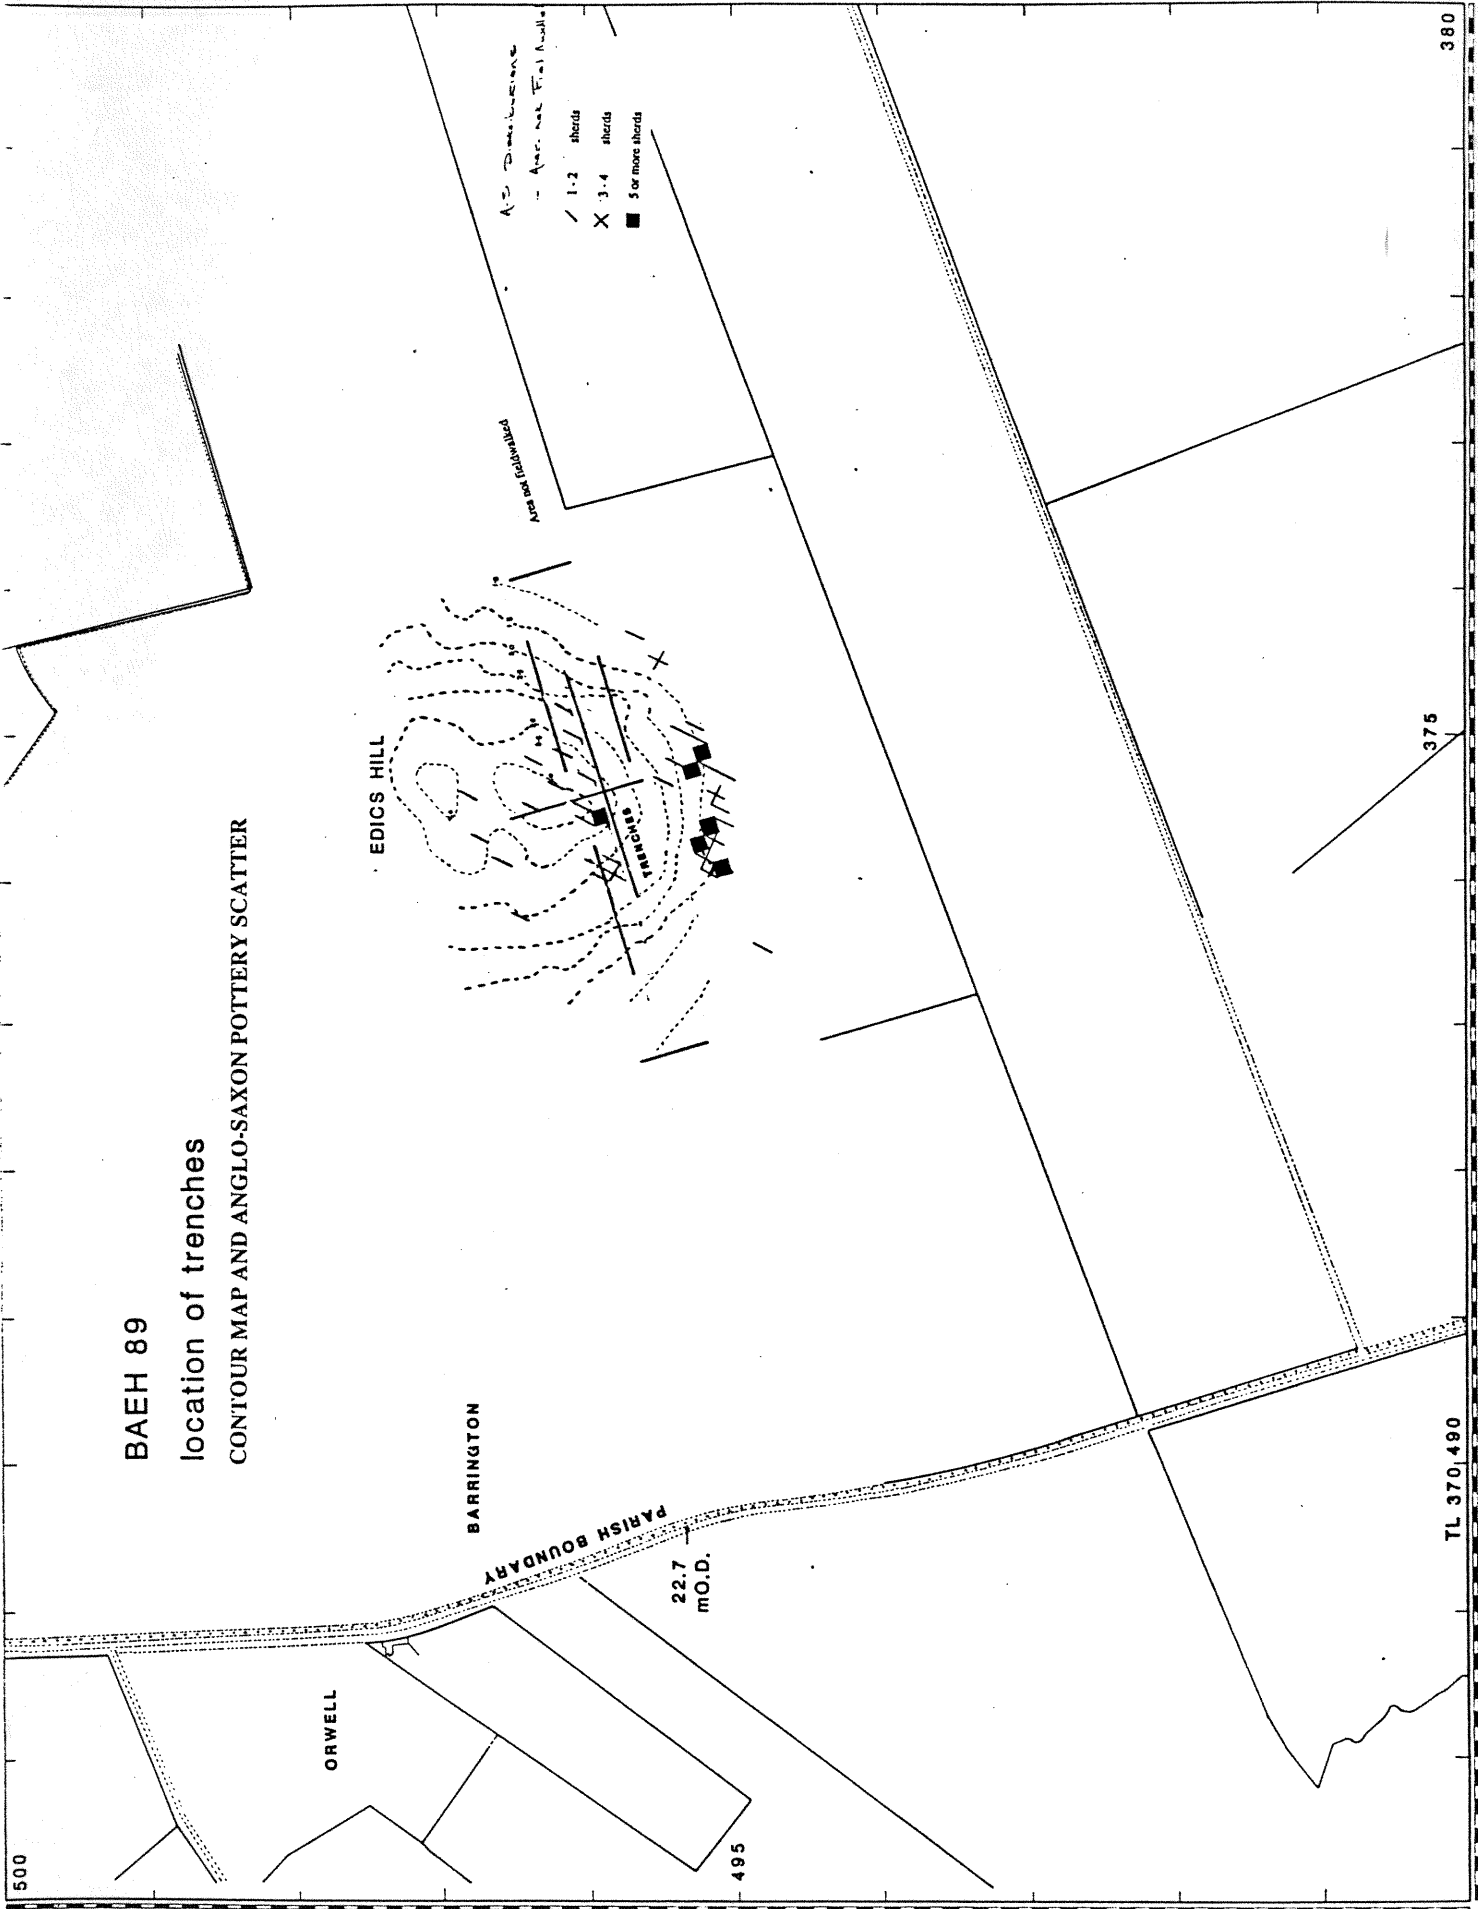 BAEH 89
location of trenches
CONTOUR MAP AND ANGLO-SAXON POTTERY SCATTER
500
ORWELL
495
BARRINGTON
PARISH BOUNDARY
22.7
mO.D.
EDICS HILL
TRENCHES
Area not fieldwalked
A-S
1-2 sherds
3-4 sherds
5 or more sherds
TL 370,490
375
380